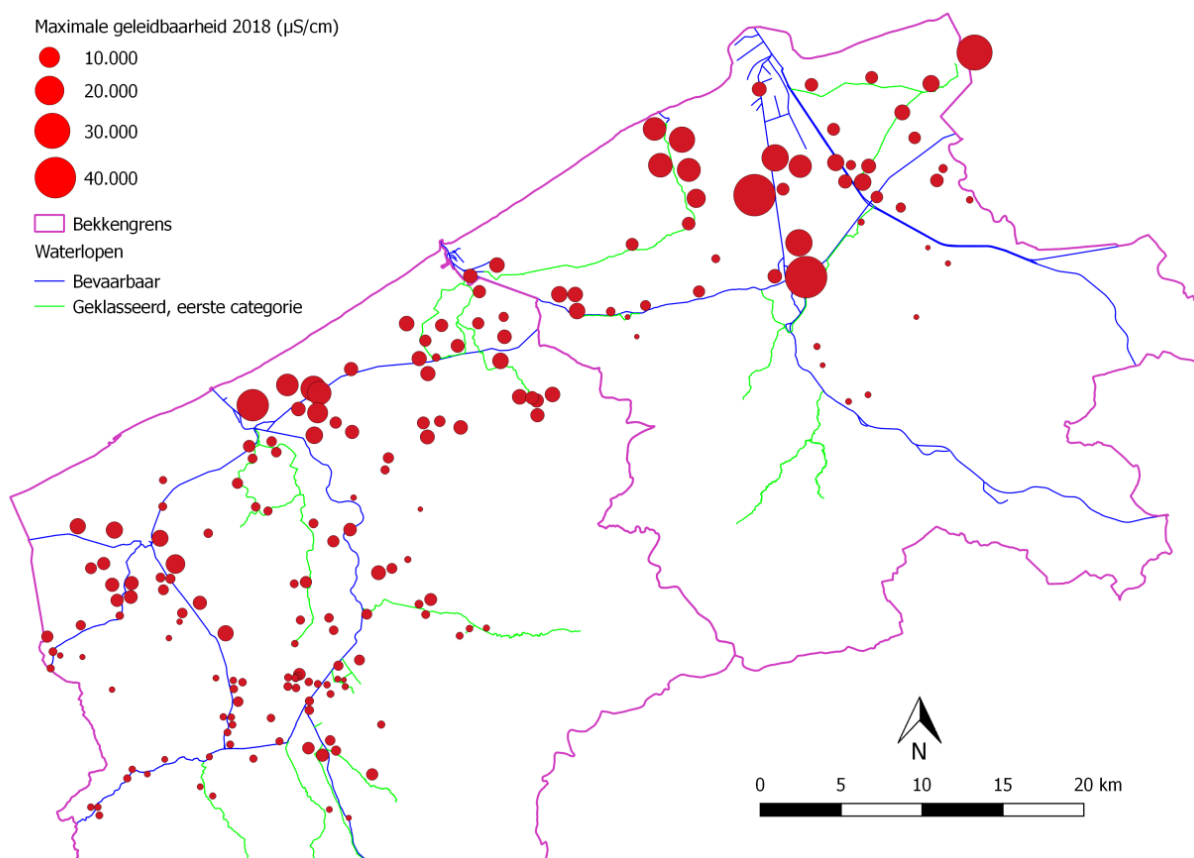 Maximale geleidbaarheid 2018 (µS/cm)
10.000
20.000
30.000
40.000
Bekkengrens
Waterlopen
Bevaarbaar
Geklasseerd, eerste categorie
N
0 5 10 15 20 km